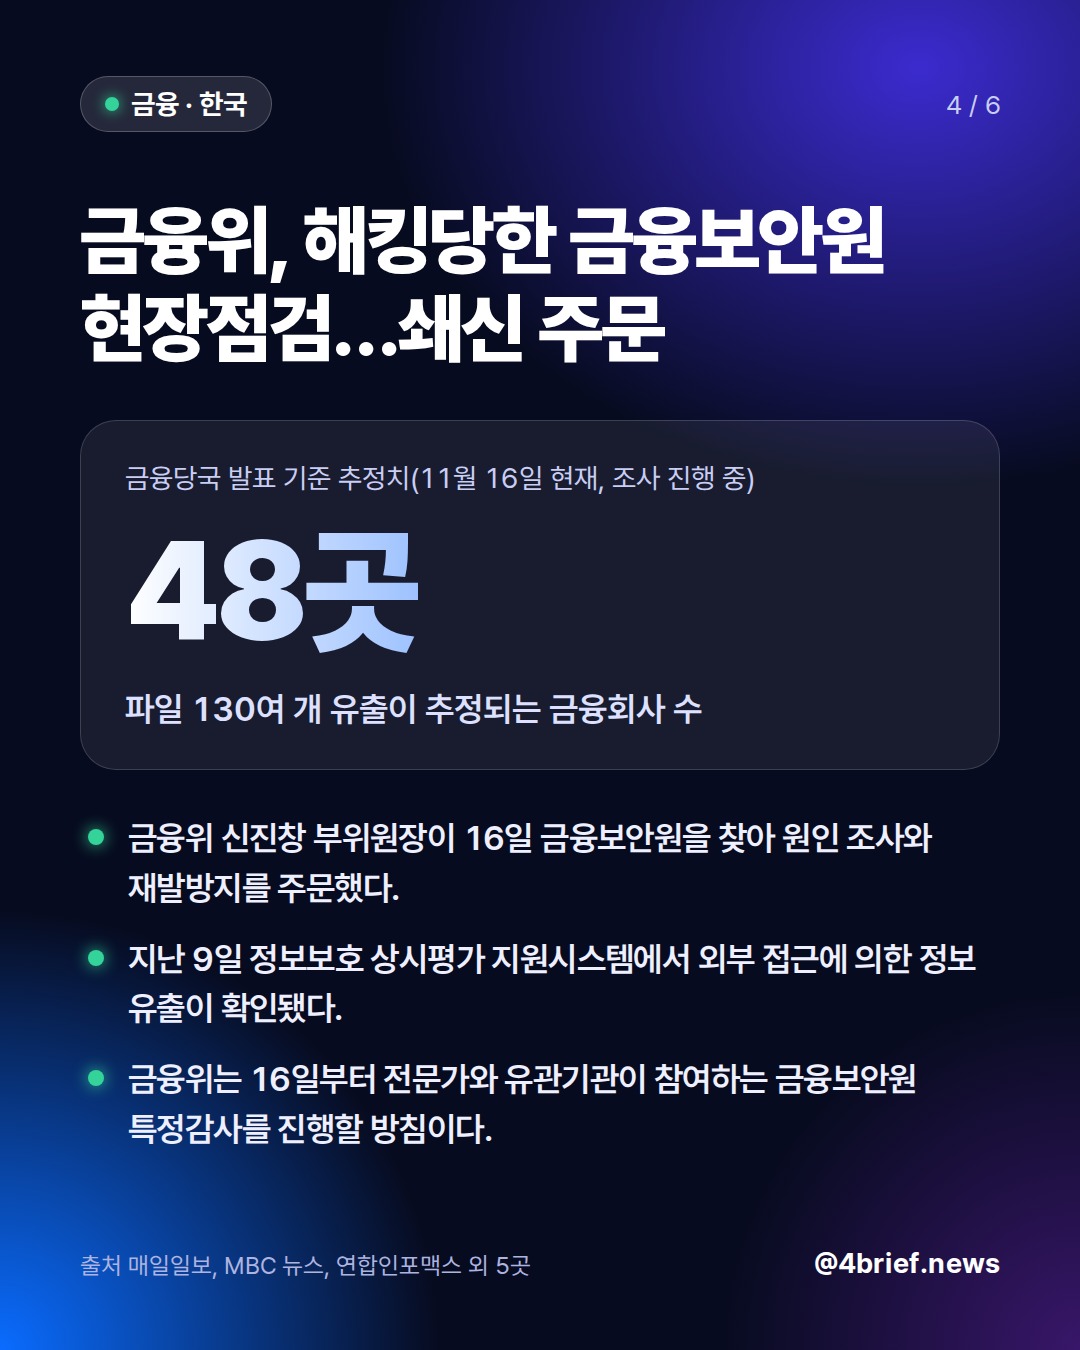 금융 · 한국
4 / 6
금융위, 해킹당한 금융보안원
현장점검…쇄신 주문
금융당국 발표 기준 추정치(11월 16일 현재, 조사 진행 중)
48곳
파일 130여 개 유출이 추정되는 금융회사 수
금융위 신진창 부위원장이 16일 금융보안원을 찾아 원인 조사와
재발방지를 주문했다.
지난 9일 정보보호 상시평가 지원시스템에서 외부 접근에 의한 정보
유출이 확인됐다.
금융위는 16일부터 전문가와 유관기관이 참여하는 금융보안원
특정감사를 진행할 방침이다.
출처 매일일보, MBC 뉴스, 연합인포맥스 외 5곳
@4brief.news